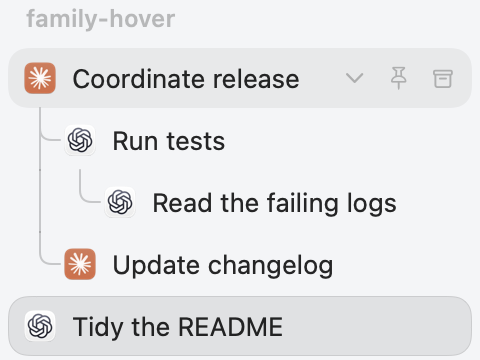 family-hover
Coordinate release
Run tests
Read the failing logs
Update changelog
Tidy the README